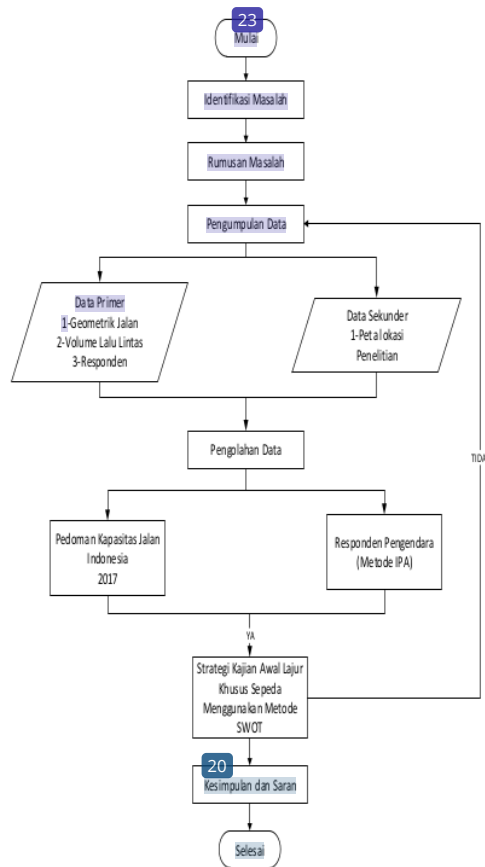 23
Mulai
Identifikasi Masalah
Rumusan Masalah
Pengumpulan Data
Data Primer
1-Geometrik Jalan
2-Volume Lalu Lintas
3-Responden
Data Sekunder
1-Peta lokasi
Penelitian
Pengolahan Data
TIDA
Pedoman Kapasitas Jalan
Indonesia
2017
Responden Pengendara
(Metode IPA)
YA
Strategi Kajian Awal Lajur
Khusus Sepeda
Menggunakan Metode
SWOT
20
Kesimpulan dan Saran
Selesai